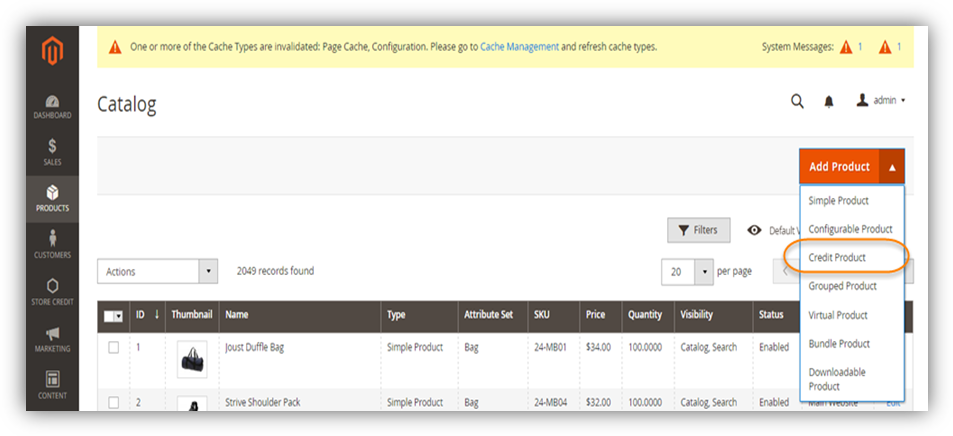 One or more of the Cache Types are invalidated: Page Cache, Configuration. Please go to Cache Management and refresh cache types.
System Messages: 1 1
DASHBOARD
SALES
PRODUCTS
CUSTOMERS
STORE CREDIT
MARKETING
CONTENT
Catalog
admin
Add Product
Simple Product
Configurable Product
Credit Product
Grouped Product
Virtual Product
Bundle Product
Downloadable
Product
Filters
Default
Actions
2049 records found
20 per page
ID ↓ Thumbnail Name Type Attribute Set SKU Price Quantity Visibility Status
1 Joust Duffle Bag Simple Product Bag 24-MB01 $34.00 100.0000 Catalog, Search Enabled
2 Strive Shoulder Pack Simple Product Bag 24-MB04 $32.00 100.0000 Catalog, Search Enabled Main Website Edit